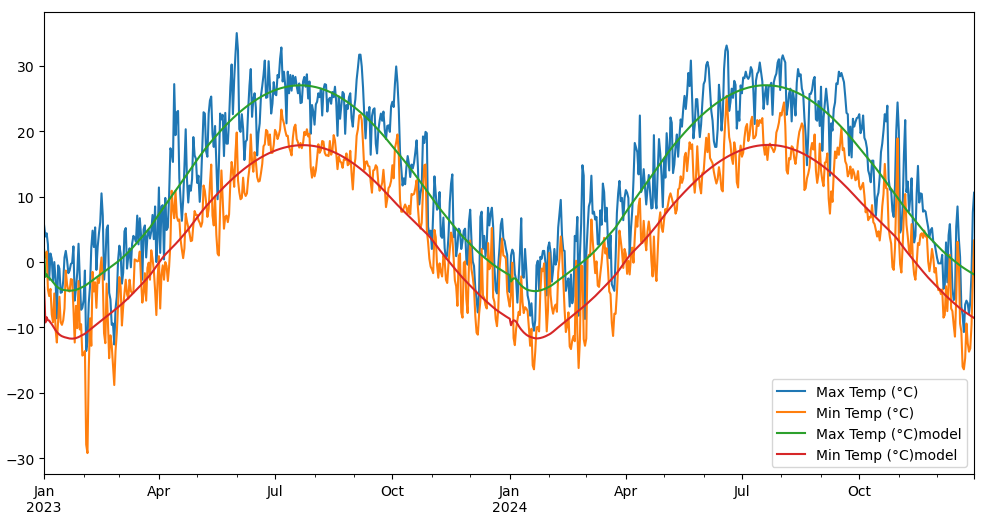 30
20
10
0
−10
−20
−30
Max Temp (°C)
Min Temp (°C)
Max Temp (°C)model
Min Temp (°C)model
Jan Apr Jul Oct Jan Apr Jul Oct
2023 2024